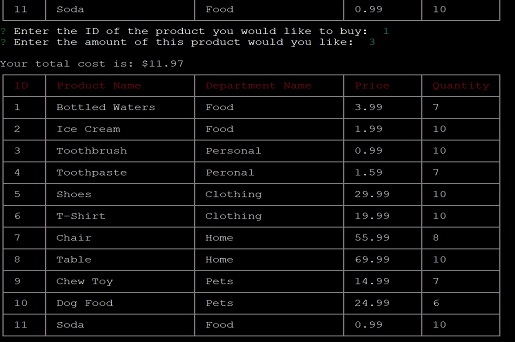 11 Soda Food 0.99 10
? Enter the ID of the product you would like to buy: 1
? Enter the amount of this product would you like: 3
Your total cost is: $11.97
ID Product Name Department Name Price Quantity
1 Bottled Waters Food 3.99 7
2 Ice Cream Food 1.99 10
3 Toothbrush Personal 0.99 10
4 Toothpaste Peronal 1.59 7
5 Shoes Clothing 29.99 10
6 T-Shirt Clothing 19.99 10
7 Chair Home 55.99 8
8 Table Home 69.99 10
9 Chew Toy Pets 14.99 7
10 Dog Food Pets 24.99 6
11 Soda Food 0.99 10